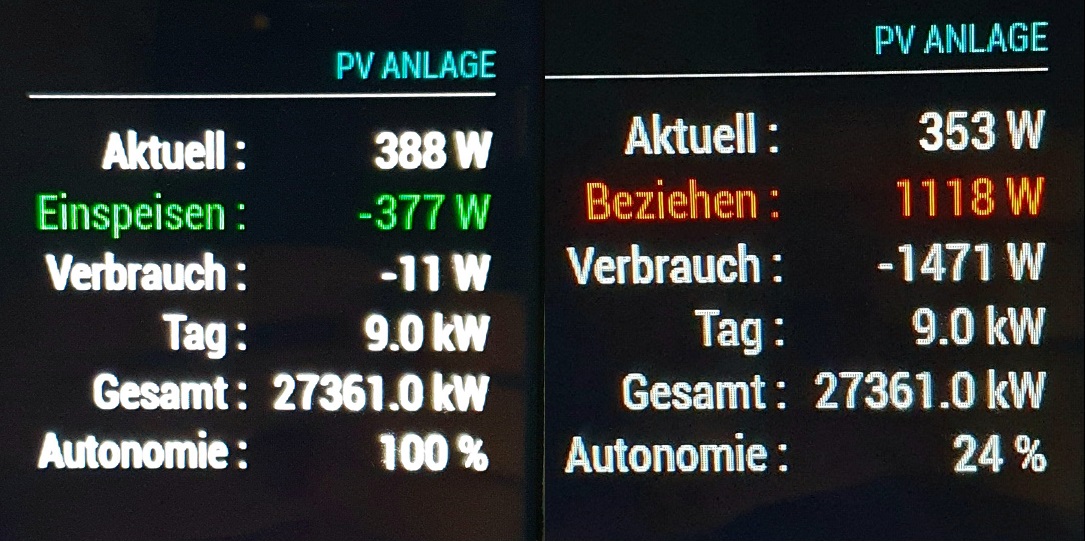 PV ANLAGE
Aktuell : 388 W
Einspeisen : -377 W
Verbrauch : -11 W
Tag : 9.0 kW
Gesamt : 27361.0 kW
Autonomie : 100 %
PV ANLAGE
Aktuell : 353 W
Beziehen : 1118 W
Verbrauch : -1471 W
Tag : 9.0 kW
Gesamt : 27361.0 kW
Autonomie : 24 %